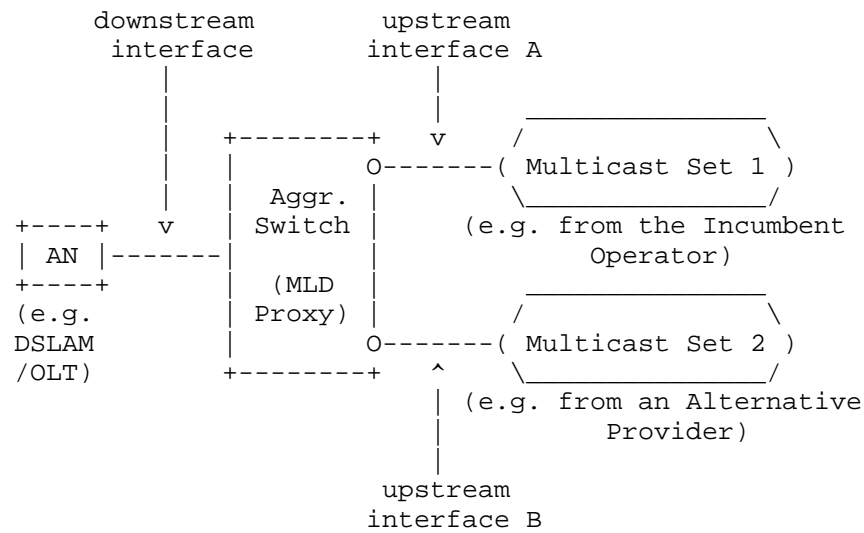 downstream upstream
interface interface A
Multicast Set 1
Aggr.
Switch
(e.g. from the Incumbent
Operator)
AN
(MLD
Proxy)
(e.g.
DSLAM
/OLT)
Multicast Set 2
(e.g. from an Alternative
Provider)
upstream
interface B